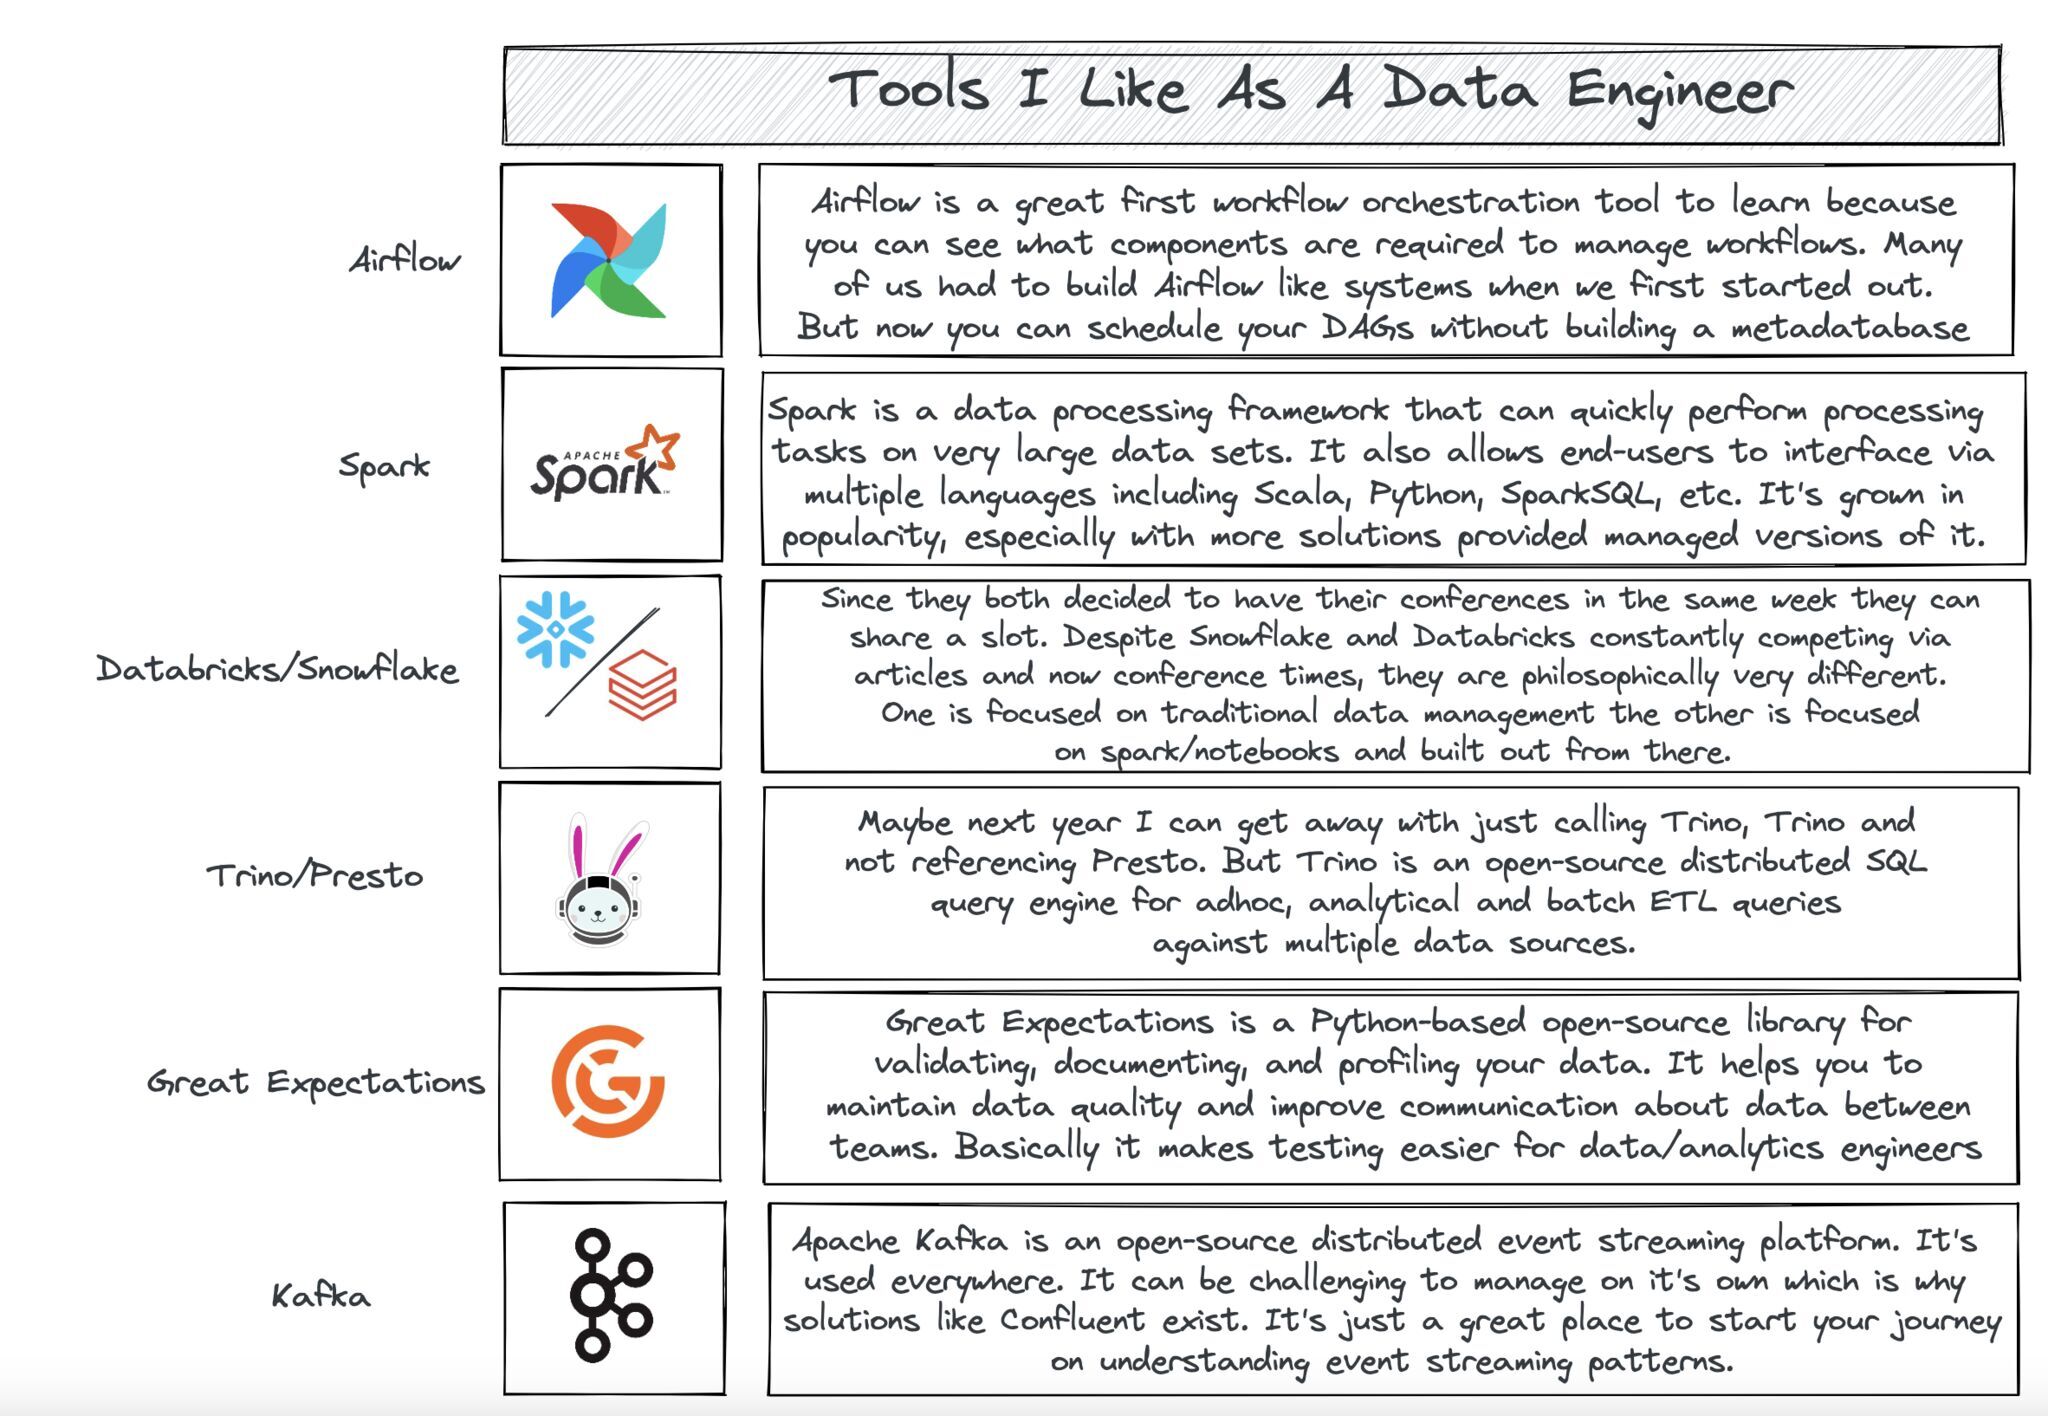 Tools I Like As A Data Engineer
Airflow
Airflow is a great first workflow orchestration tool to learn because
you can see what components are required to manage workflows. Many
of us had to build Airflow like systems when we first started out.
But now you can schedule your DAGs without building a metadatabase
Spark
APACHE
Spark
Spark is a data processing framework that can quickly perform processing
tasks on very large data sets. It also allows end-users to interface via
multiple languages including Scala, Python, SparkSQL, etc. It's grown in
popularity, especially with more solutions provided managed versions of it.
Databricks/Snowflake
Since they both decided to have their conferences in the same week they can
share a slot. Despite Snowflake and Databricks constantly competing via
articles and now conference times, they are philosophically very different.
One is focused on traditional data management the other is focused
on spark/notebooks and built out from there.
Trino/Presto
Maybe next year I can get away with just calling Trino, Trino and
not referencing Presto. But Trino is an open-source distributed SQL
query engine for adhoc, analytical and batch ETL queries
against multiple data sources.
Great Expectations
Great Expectations is a Python-based open-source library for
validating, documenting, and profiling your data. It helps you to
maintain data quality and improve communication about data between
teams. Basically it makes testing easier for data/analytics engineers
Kafka
Apache Kafka is an open-source distributed event streaming platform. It's
used everywhere. It can be challenging to manage on it's own which is why
solutions like Confluent exist. It's just a great place to start your journey
on understanding event streaming patterns.